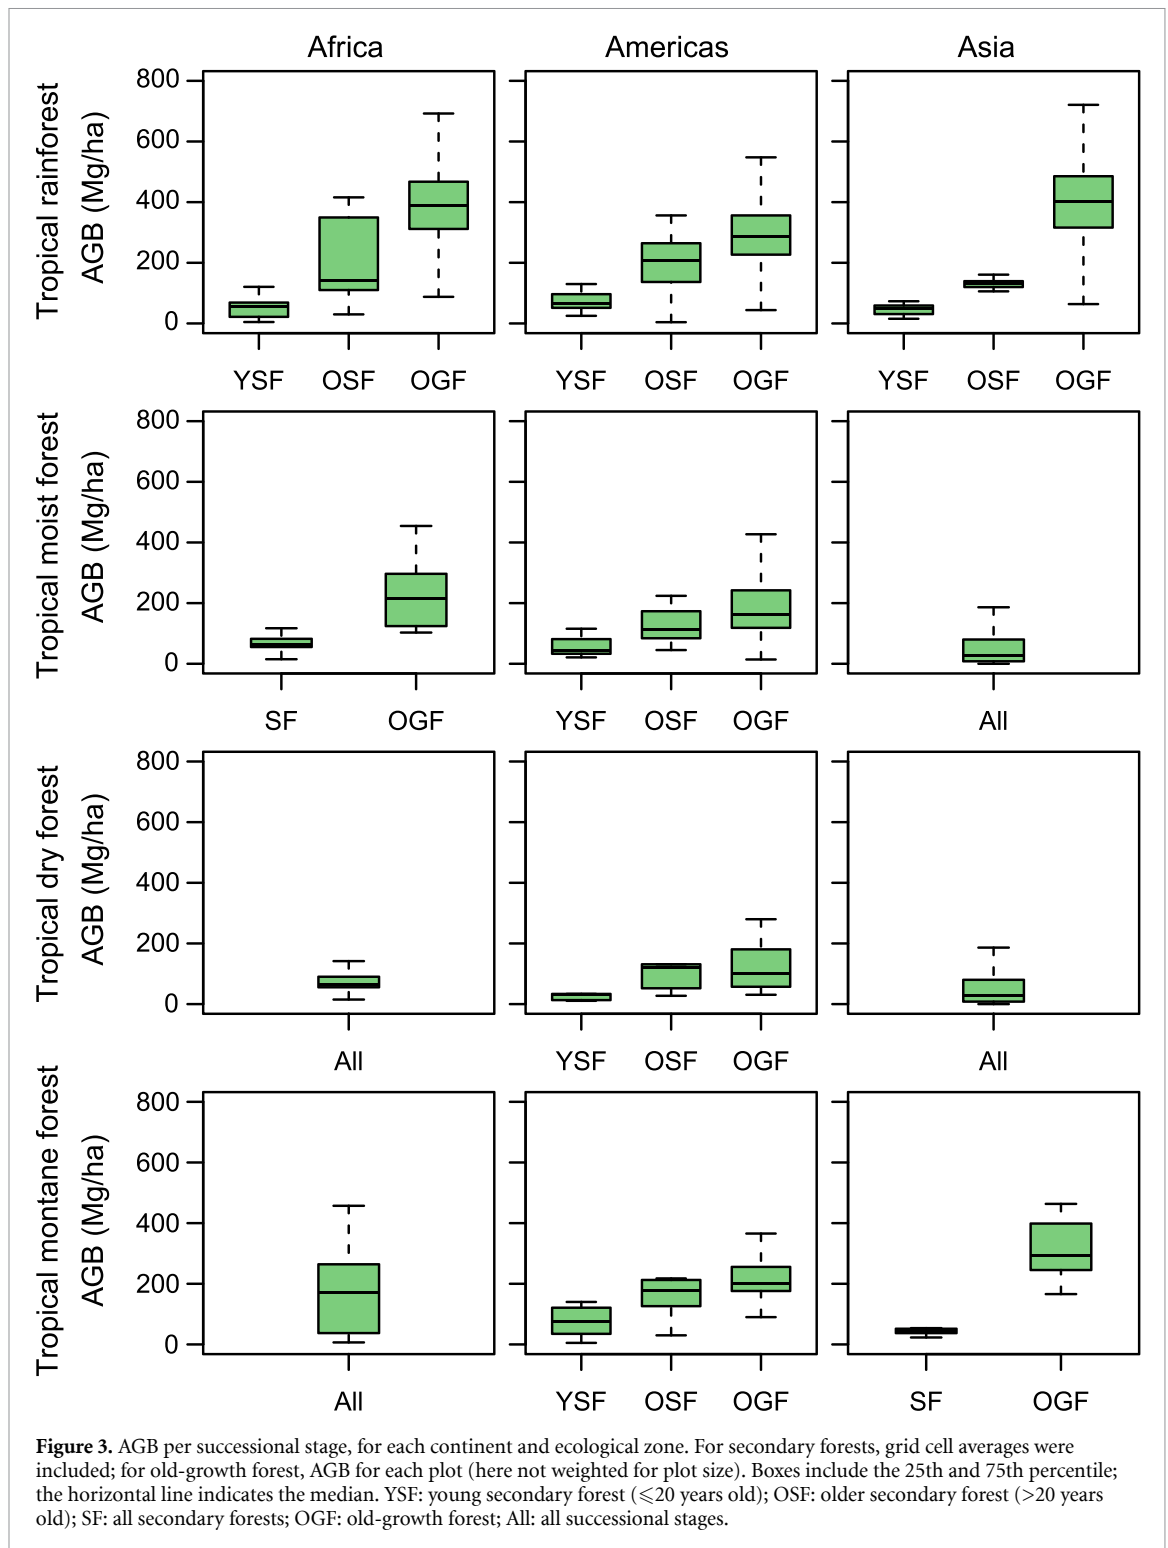 Africa Americas Asia
Tropical rainforest
AGB (Mg/ha)
800
600
400
200
0
YSF OSF OGF YSF OSF OGF YSF OSF OGF
Tropical moist forest
AGB (Mg/ha)
800
600
400
200
0
SF OGF YSF OSF OGF All
Tropical dry forest
AGB (Mg/ha)
800
600
400
200
0
All YSF OSF OGF All
Tropical montane forest
AGB (Mg/ha)
800
600
400
200
0
All YSF OSF OGF SF OGF
Figure 3. AGB per successional stage, for each continent and ecological zone. For secondary forests, grid cell averages were
included; for old-growth forest, AGB for each plot (here not weighted for plot size). Boxes include the 25th and 75th percentile;
the horizontal line indicates the median. YSF: young secondary forest (⩽20 years old); OSF: older secondary forest (>20 years
old); SF: all secondary forests; OGF: old-growth forest; All: all successional stages.